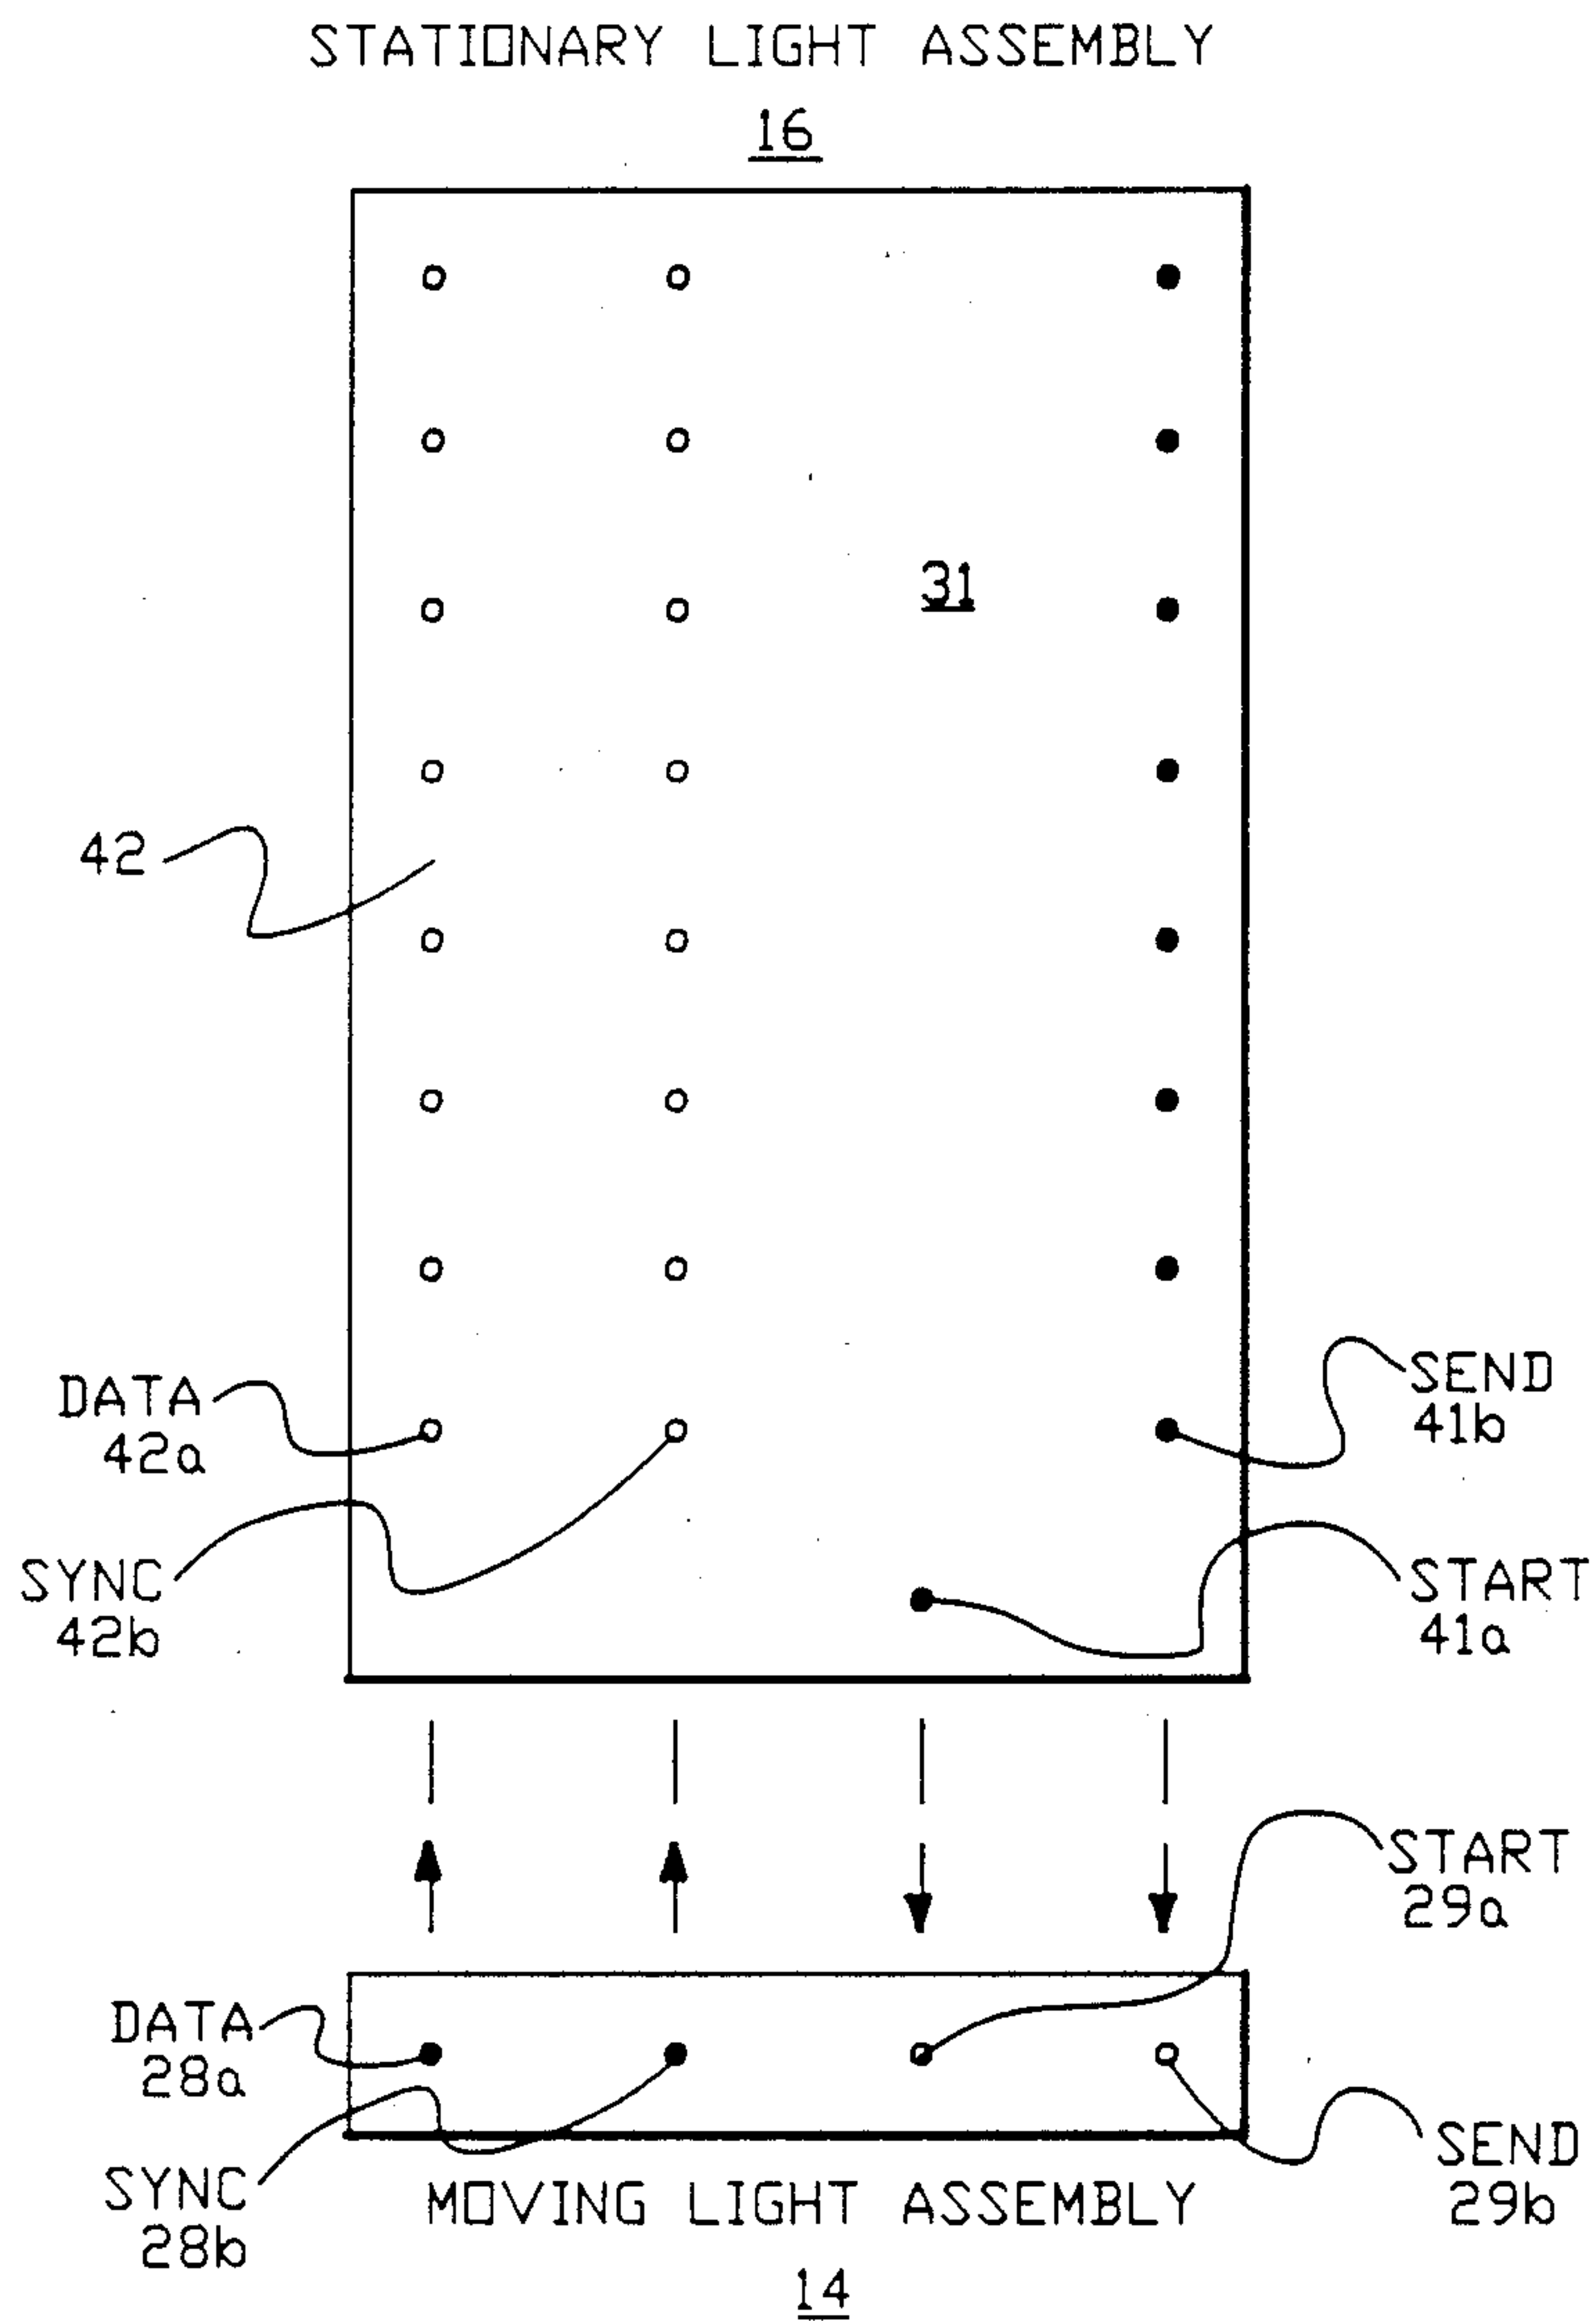 STATIONARY LIGHT ASSEMBLY
16
31
42
DATA
42a
SEND
41b
SYNC
42b
START
41a
START
29a
DATA
28a
SEND
29b
SYNC
28b
MOVING LIGHT ASSEMBLY
14